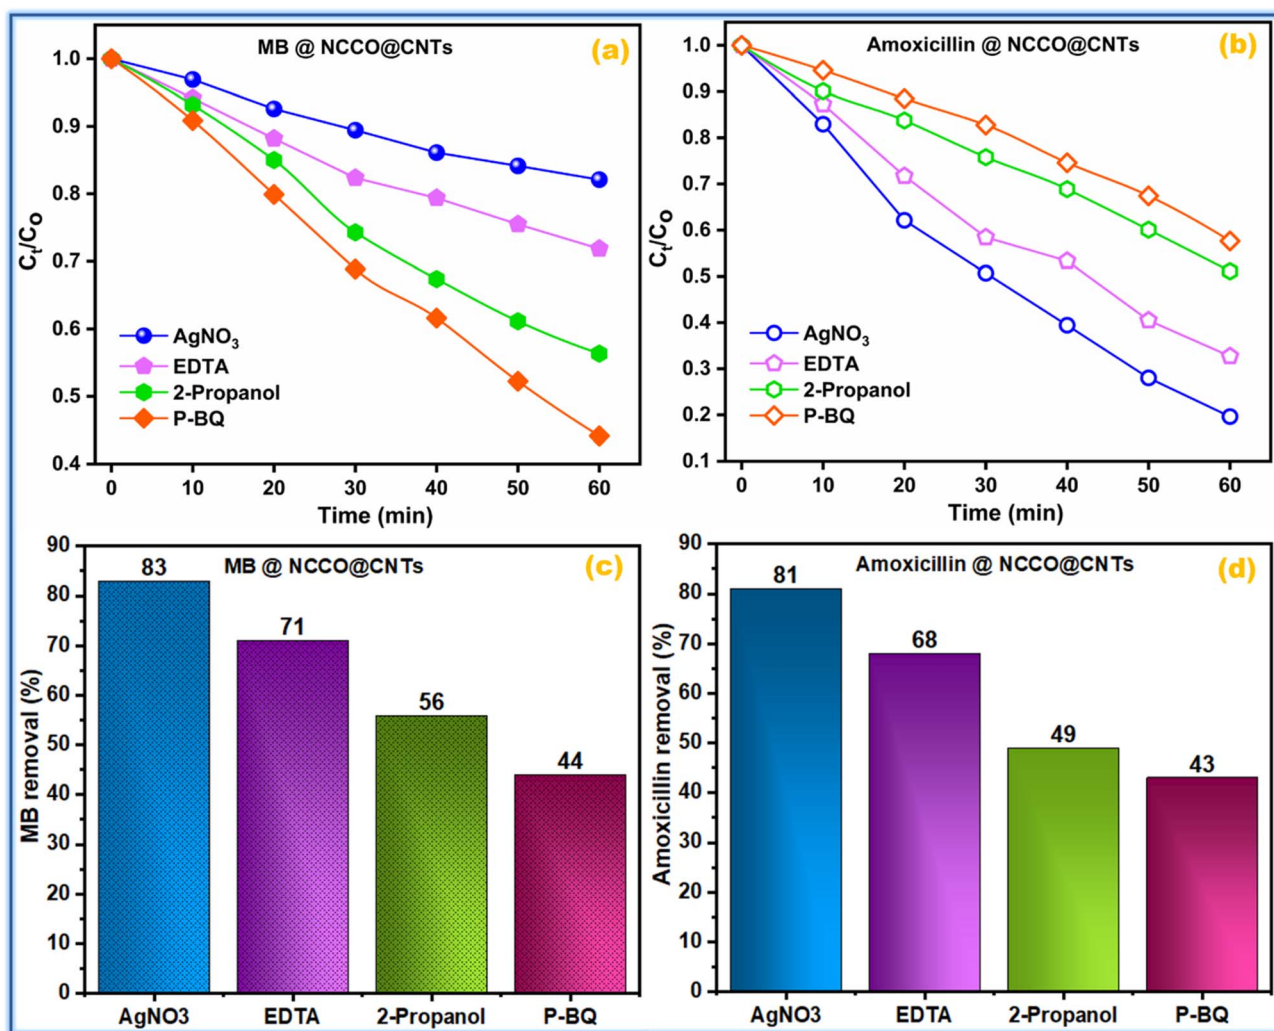 MB @ NCCO@CNTs
(a)
1.0
0.9
0.8
0.7
0.6
0.5
0.4
Ct/Co
AgNO3
EDTA
2-Propanol
P-BQ
0 10 20 30 40 50 60
Time (min)
Amoxicillin @ NCCO@CNTs
(b)
1.0
0.9
0.8
0.7
0.6
0.5
0.4
0.3
0.2
0.1
Ct/Co
AgNO3
EDTA
2-Propanol
P-BQ
0 10 20 30 40 50 60
Time (min)
MB @ NCCO@CNTs
(c)
90
80
70
60
50
40
30
20
10
0
MB removal (%)
83
71
56
44
AgNO3 EDTA 2-Propanol P-BQ
Amoxicillin @ NCCO@CNTs
(d)
90
80
70
60
50
40
30
20
10
0
Amoxicillin removal (%)
81
68
49
43
AgNO3 EDTA 2-Propanol P-BQ